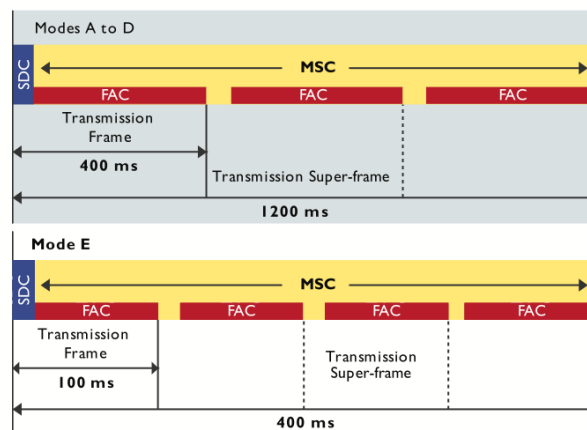 Modes A to D
SDC
MSC
FAC
FAC
FAC
Transmission
Frame
400 ms
Transmission Super-frame
1200 ms
Mode E
SDC
MSC
FAC
FAC
FAC
FAC
Transmission
Frame
100 ms
Transmission
Super-frame
400 ms